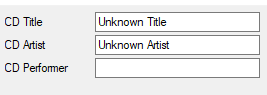 CD Title Unknown Title
CD Artist Unknown Artist
CD Performer